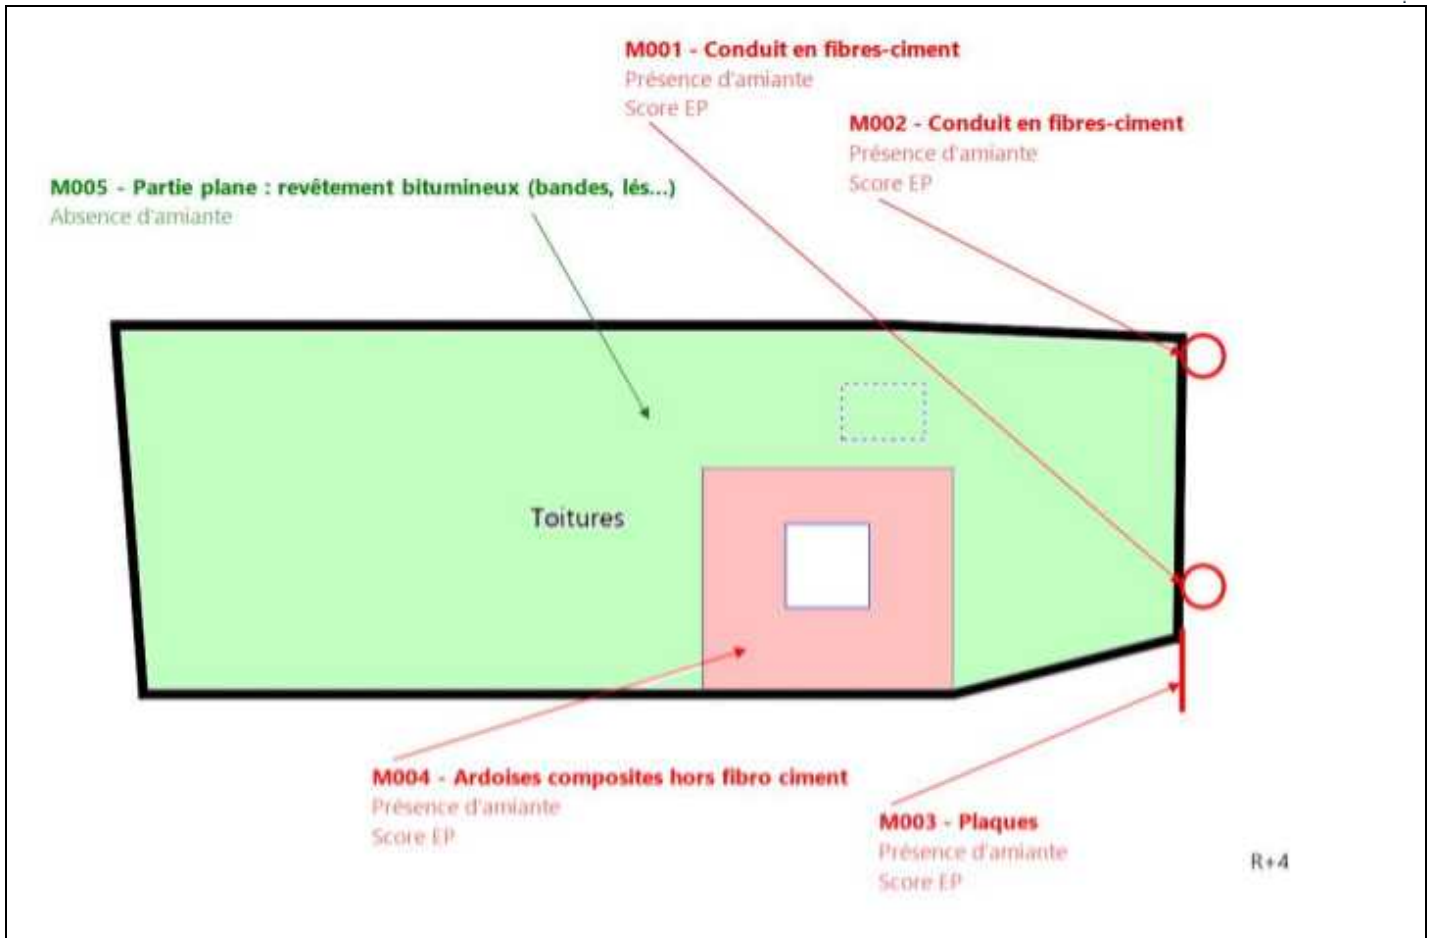 M001 - Conduit en fibres-ciment
Présence d'amiante
Score EP
M002 - Conduit en fibres-ciment
Présence d'amiante
Score EP
M005 - Partie plane : revêtement bitumineux (bandes, lés...)
Absence d'amiante
Toitures
M004 - Ardoises composites hors fibro ciment
Présence d'amiante
Score EP
M003 - Plaques
Présence d'amiante
Score EP
R+4